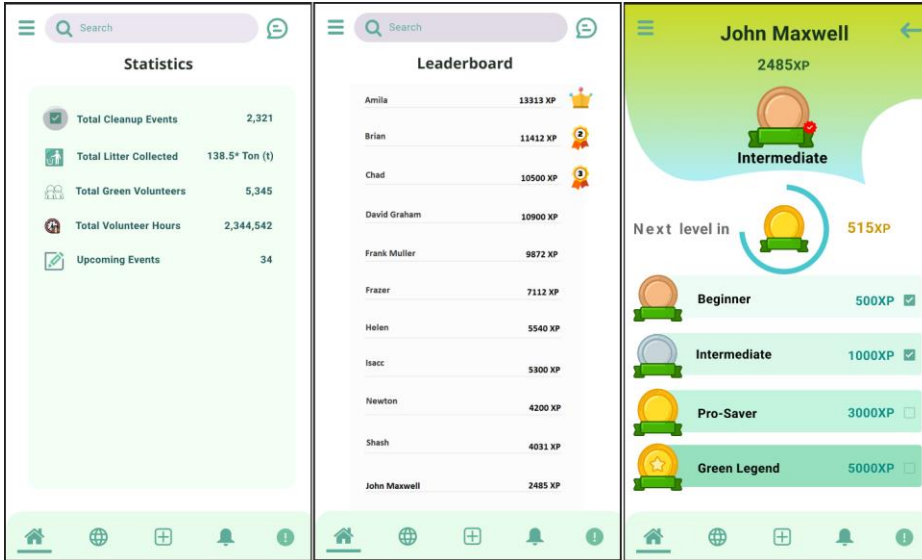 Search
Statistics
Total Cleanup Events 2,321
Total Litter Collected 138.5* Ton (t)
Total Green Volunteers 5,345
Total Volunteer Hours 2,344,542
Upcoming Events 34
Search
Leaderboard
Amila 13313 XP
Brian 11412 XP 2
Chad 10500 XP 3
David Graham 10900 XP
Frank Muller 9872 XP
Frazer 7112 XP
Helen 5540 XP
Isacc 5300 XP
Newton 4200 XP
Shash 4031 XP
John Maxwell 2485 XP
John Maxwell
2485XP
Intermediate
Next level in 515XP
Beginner 500XP
Intermediate 1000XP
Pro-Saver 3000XP
Green Legend 5000XP